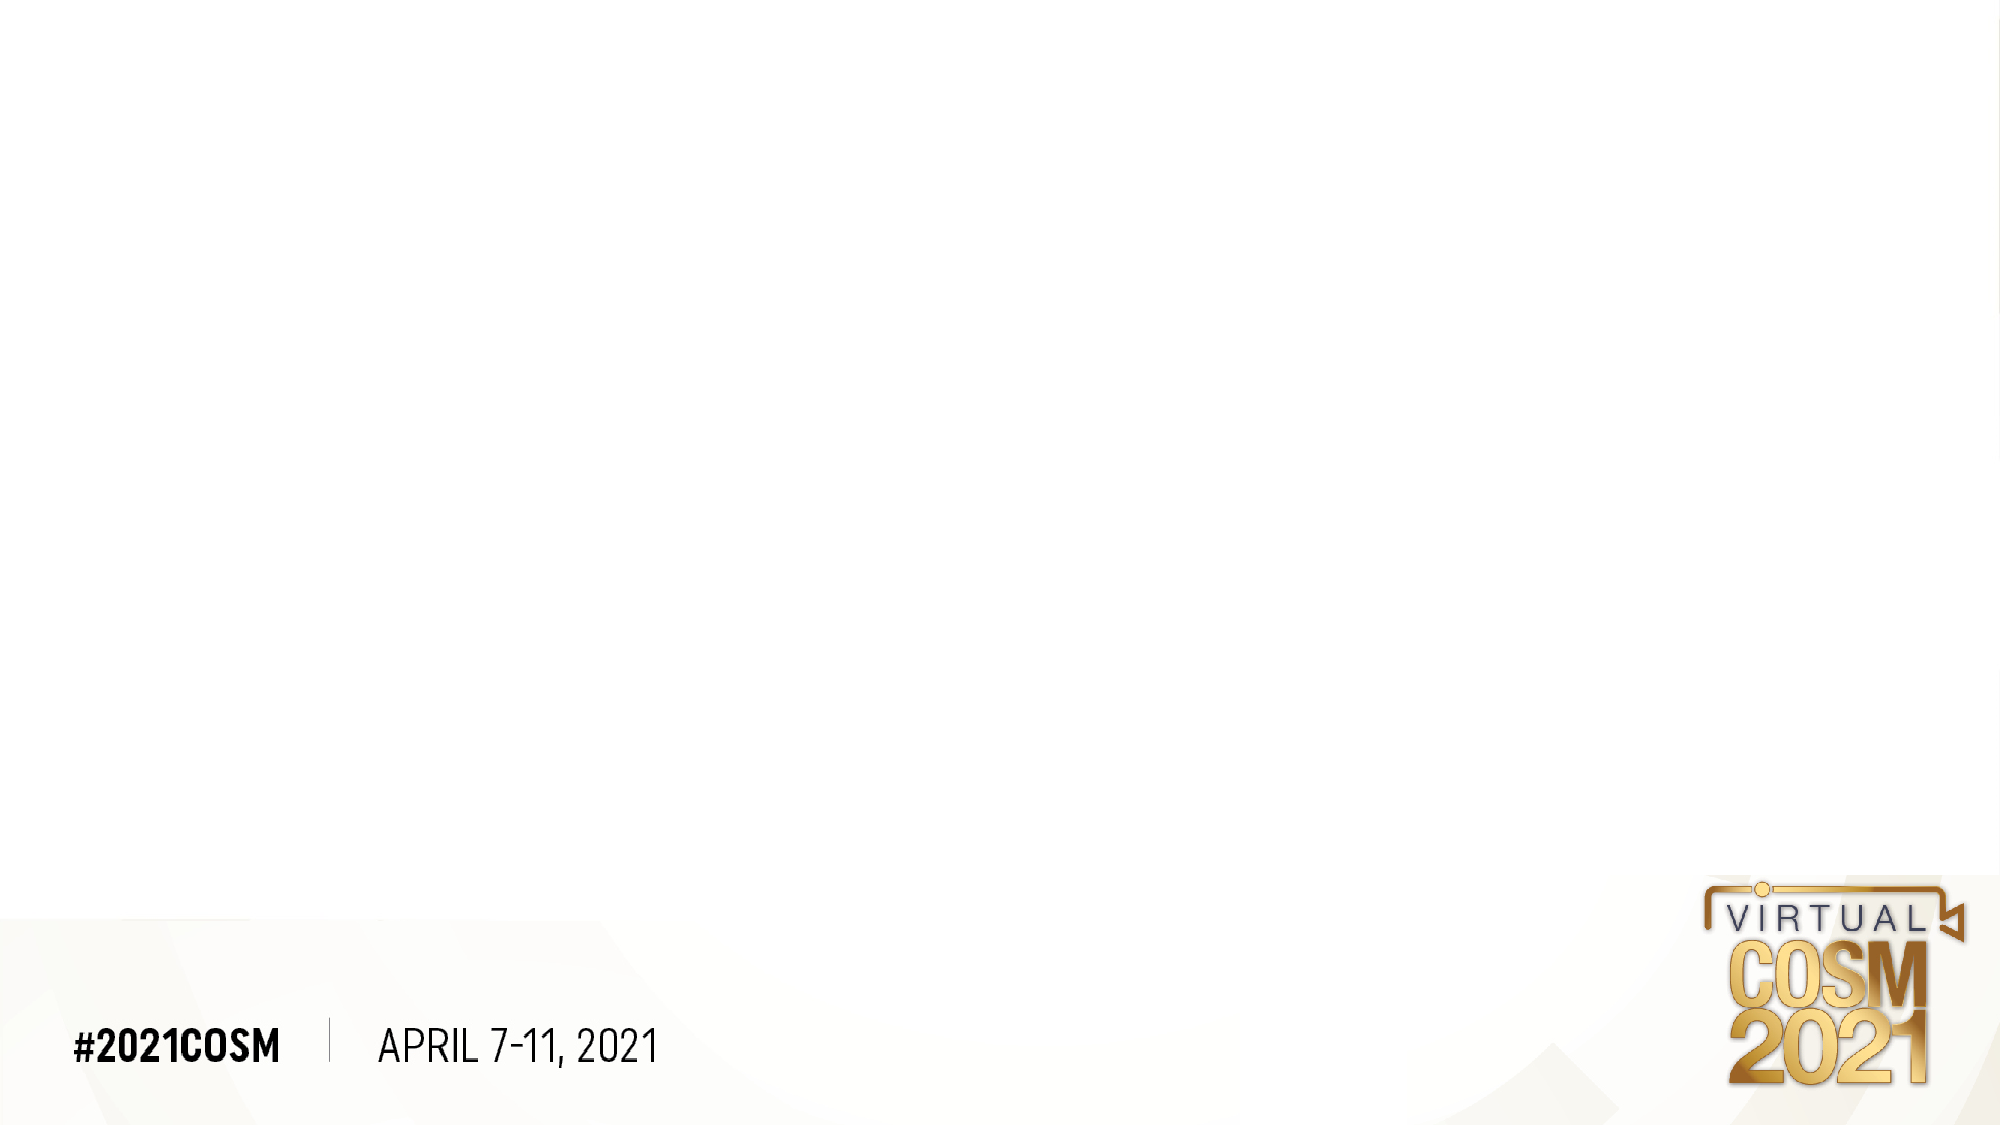 #2021COSM
APRIL 7-11, 2021
VIRTUAL
COSM
2021